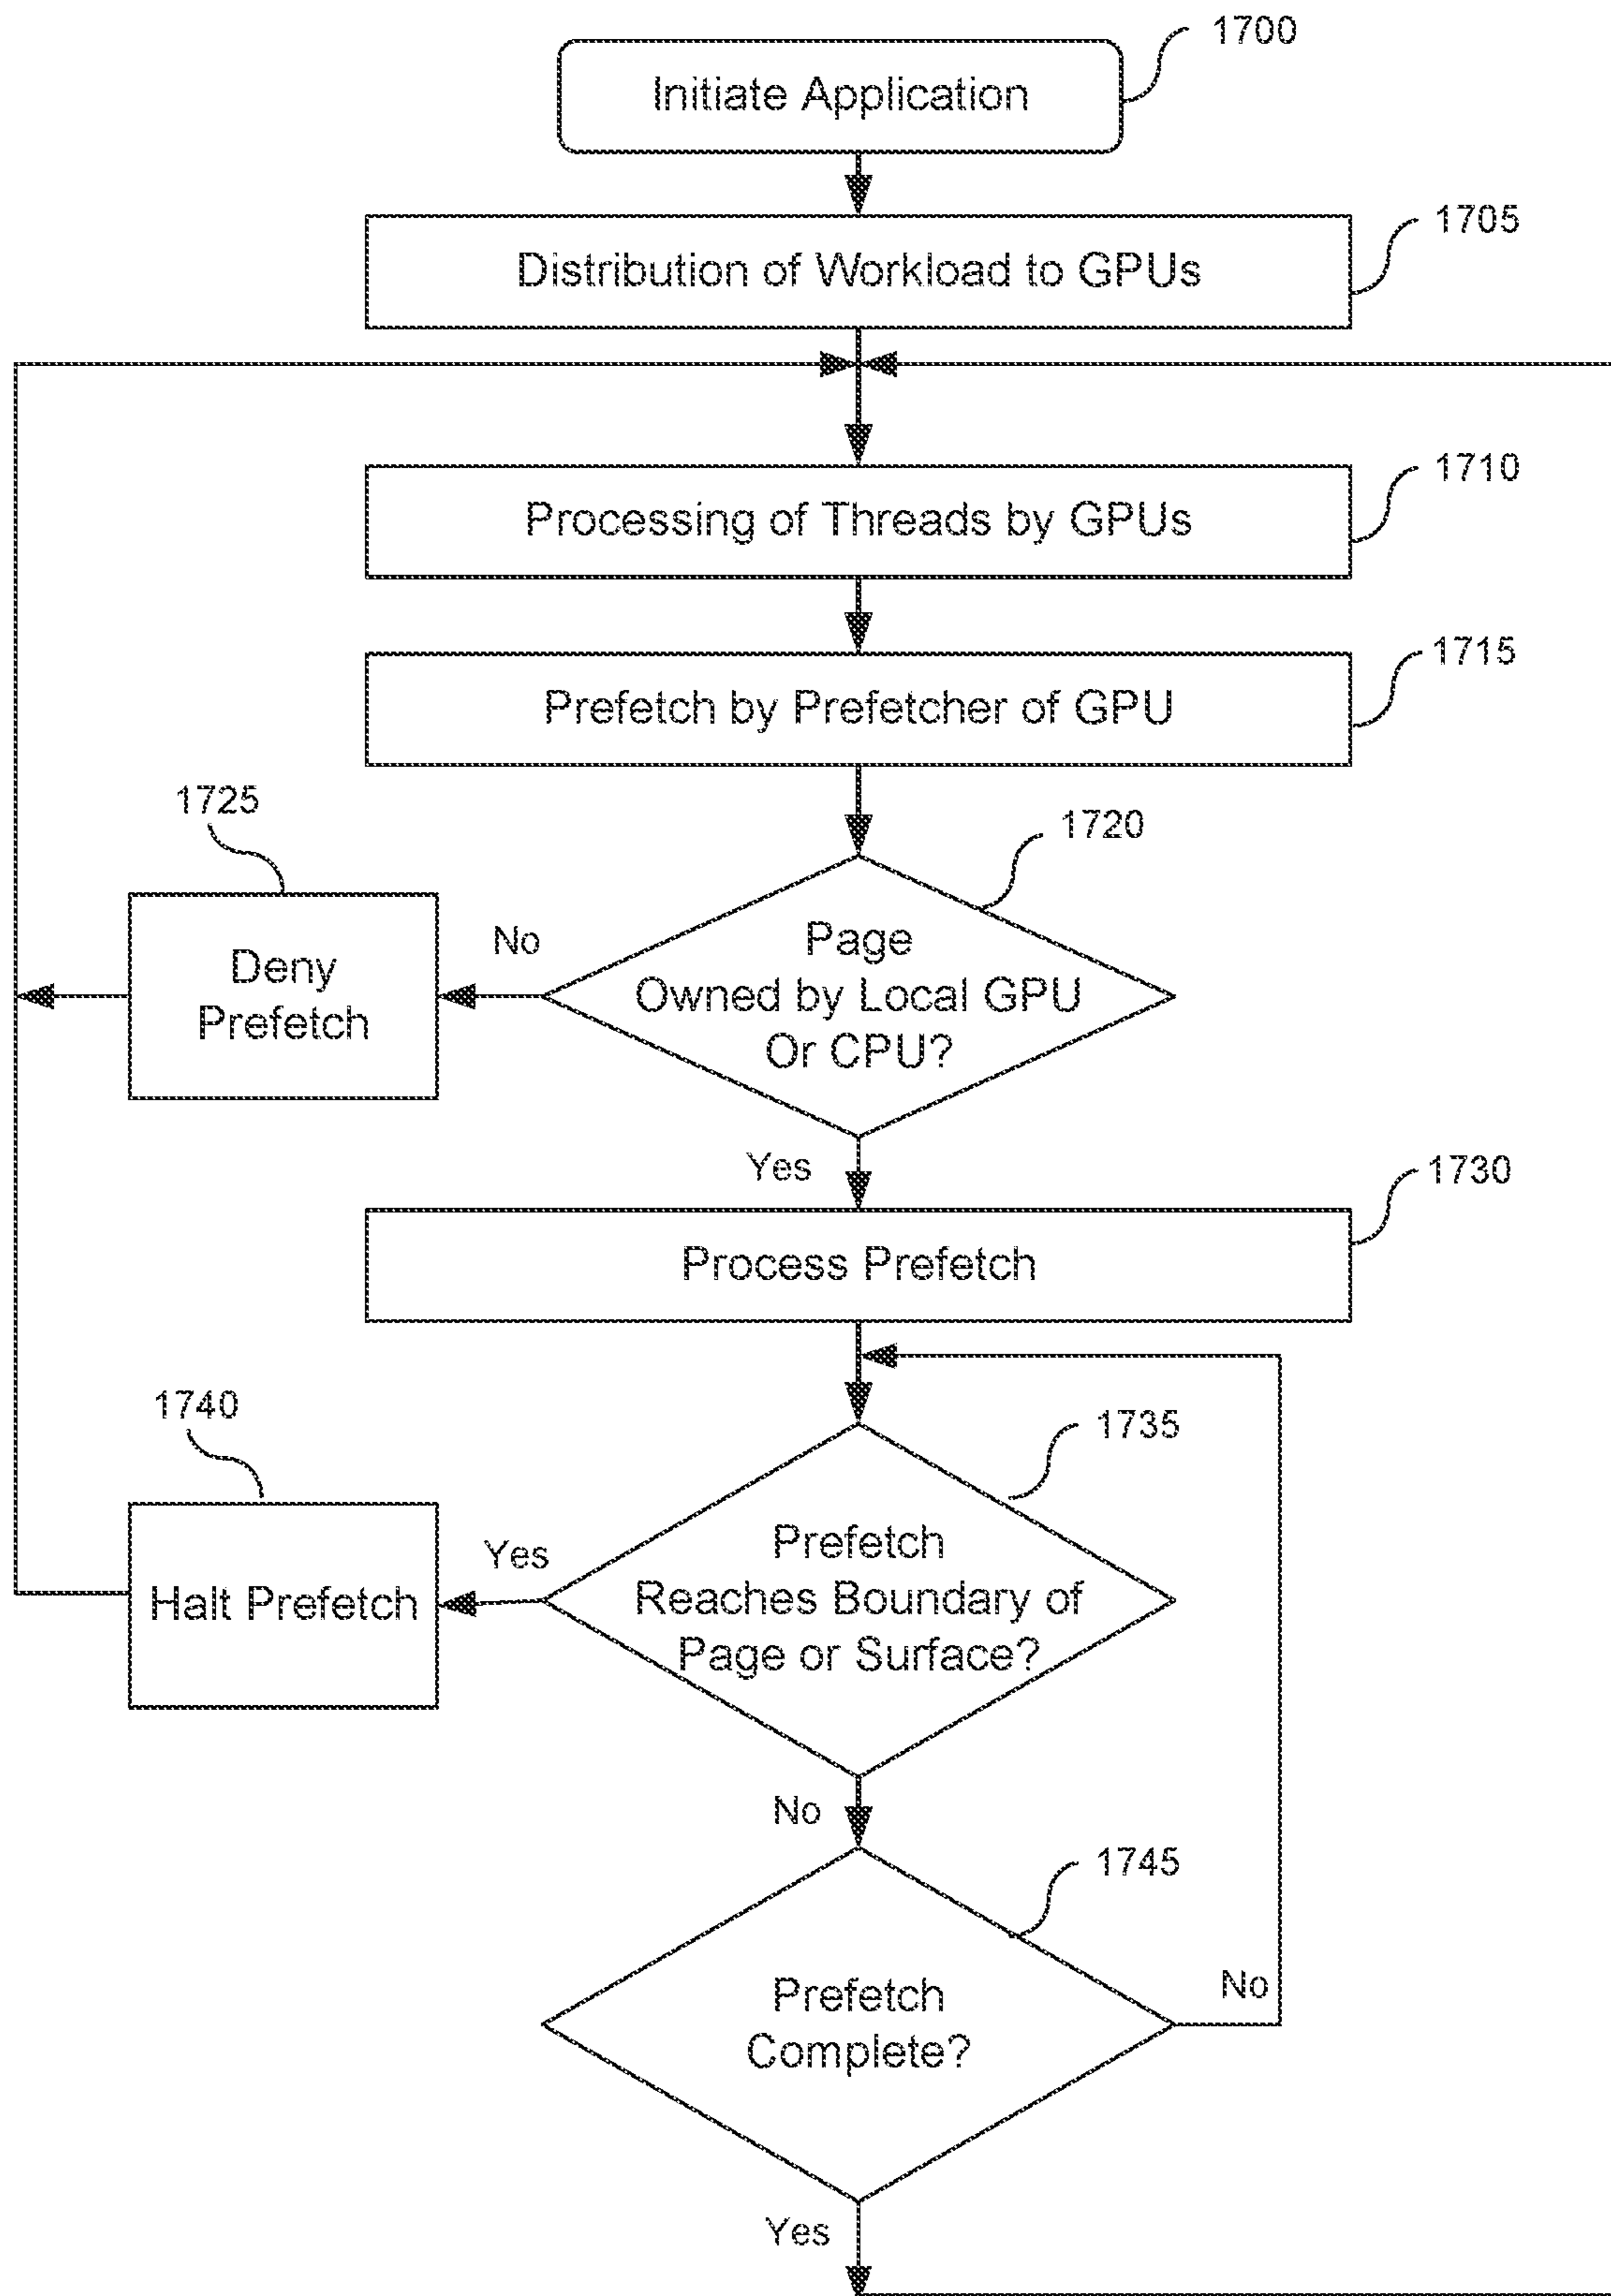 1700
Initiate Application
1705
Distribution of Workload to GPUs
1710
Processing of Threads by GPUs
1715
Prefetch by Prefetcher of GPU
1725
1720
Deny
Prefetch
No
Page
Owned by Local GPU
Or CPU?
Yes
1730
Process Prefetch
1740
1735
Halt Prefetch
Yes
Prefetch
Reaches Boundary of
Page or Surface?
No
1745
Prefetch
Complete?
No
Yes